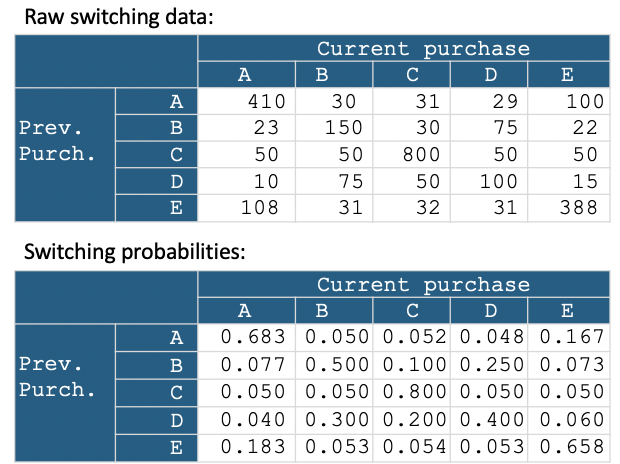 Raw switching data:
Current purchase
A B C D E
A 410 30 31 29 100
Prev. B 23 150 30 75 22
Purch. C 50 50 800 50 50
D 10 75 50 100 15
E 108 31 32 31 388
Switching probabilities:
Current purchase
A B C D E
A 0.683 0.050 0.052 0.048 0.167
Prev. B 0.077 0.500 0.100 0.250 0.073
Purch. C 0.050 0.050 0.800 0.050 0.050
D 0.040 0.300 0.200 0.400 0.060
E 0.183 0.053 0.054 0.053 0.658